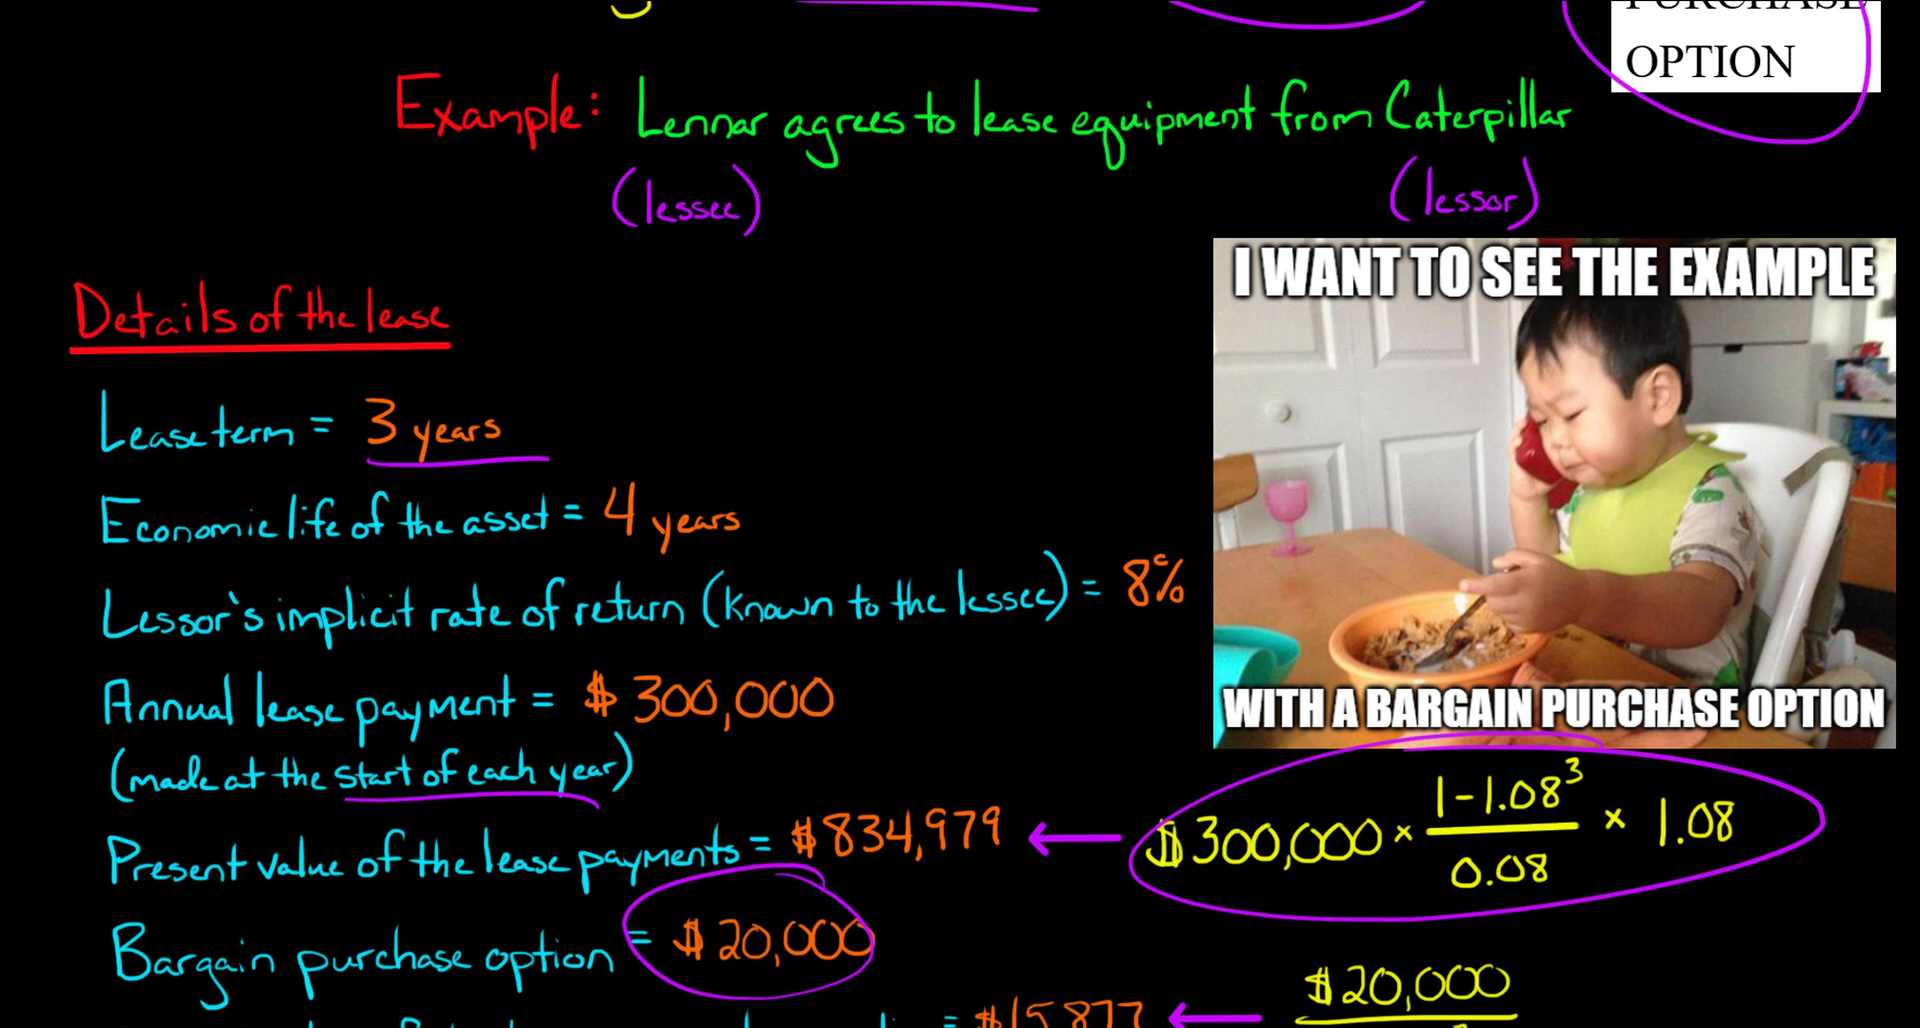 PURCHASE
OPTION
Example: Lennar agrees to lease equipment from Caterpillar
(lessee) (lessor)
I WANT TO SEE THE EXAMPLE
WITH A BARGAIN PURCHASE OPTION
Details of the lease
Lease term = 3 years
Economic life of the asset = 4 years
Lessor's implicit rate of return (known to the lessee) = 8%
Annual lease payment = $300,000
(made at the start of each year)
Present value of the lease payments = $834,979 ← $300,000 × (1-1.08³)/0.08 × 1.08
Bargain purchase option = $20,000
= $15,877 ← $20,000